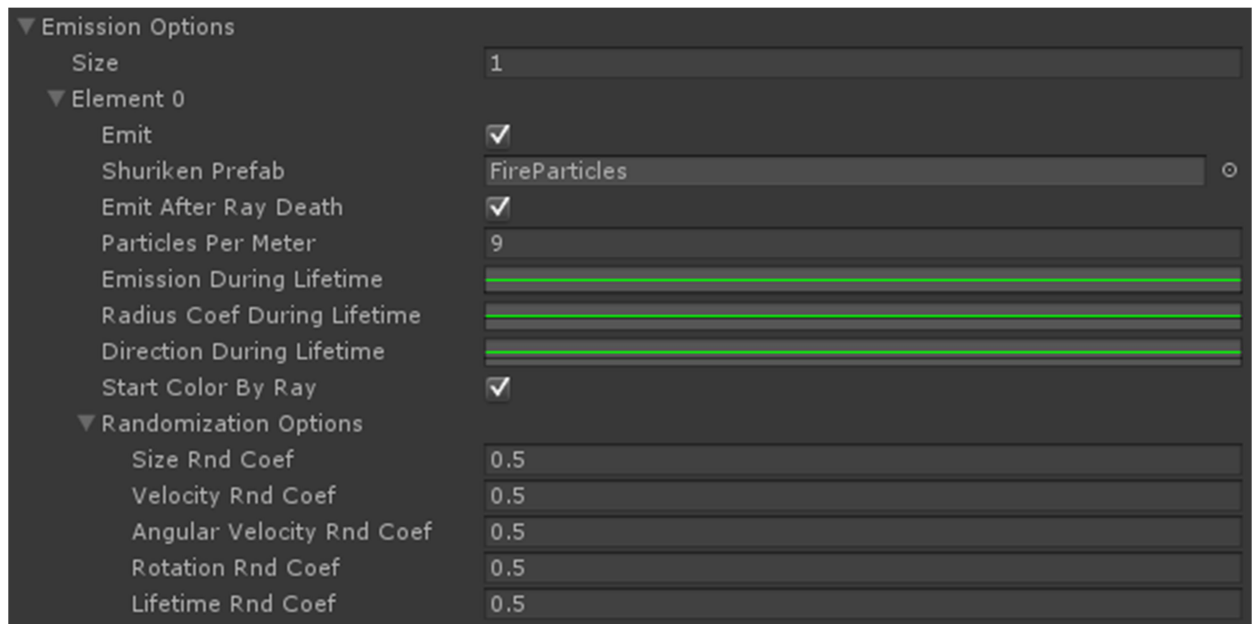 Emission Options
Size 1
Element 0
Emit
Shuriken Prefab FireParticles
Emit After Ray Death
Particles Per Meter 9
Emission During Lifetime
Radius Coef During Lifetime
Direction During Lifetime
Start Color By Ray
Randomization Options
Size Rnd Coef 0.5
Velocity Rnd Coef 0.5
Angular Velocity Rnd Coef 0.5
Rotation Rnd Coef 0.5
Lifetime Rnd Coef 0.5